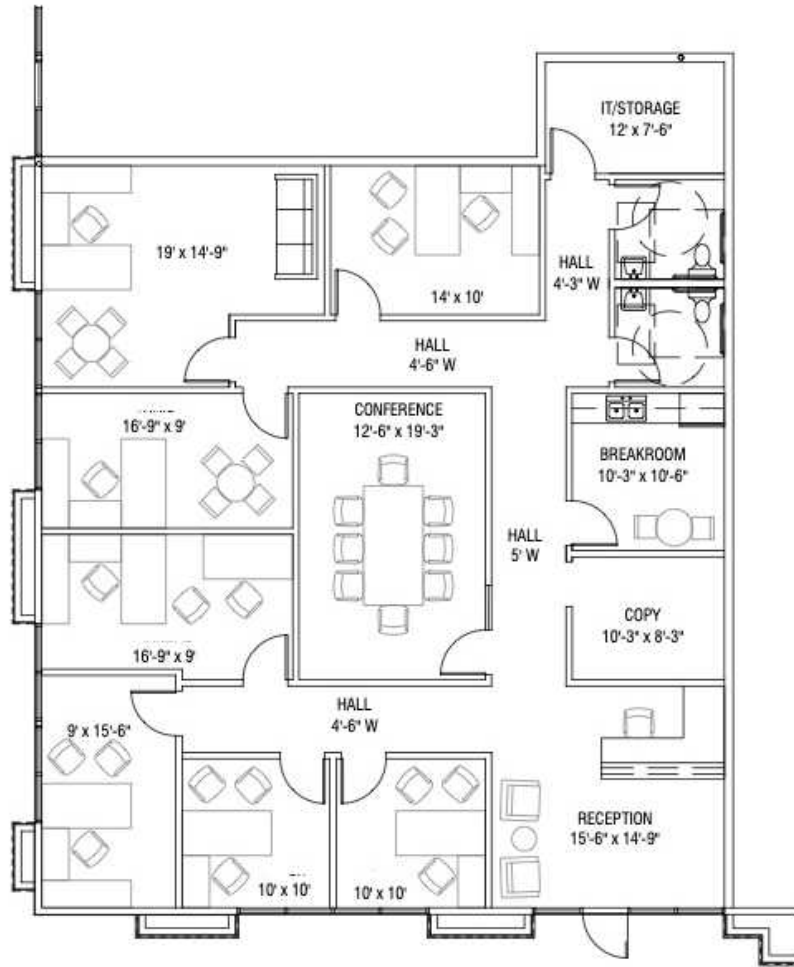 IT/STORAGE
12' x 7'-6"
19' x 14'-9"
14' x 10'
HALL
4'-3" W
HALL
4'-6" W
16'-9" x 9'
CONFERENCE
12'-6" x 19'-3"
BREAKROOM
10'-3" x 10'-6"
HALL
5' W
COPY
10'-3" x 8'-3"
16'-9" x 9'
HALL
4'-6" W
9' x 15'-6"
RECEPTION
15'-6" x 14'-9"
10' x 10'
10' x 10'